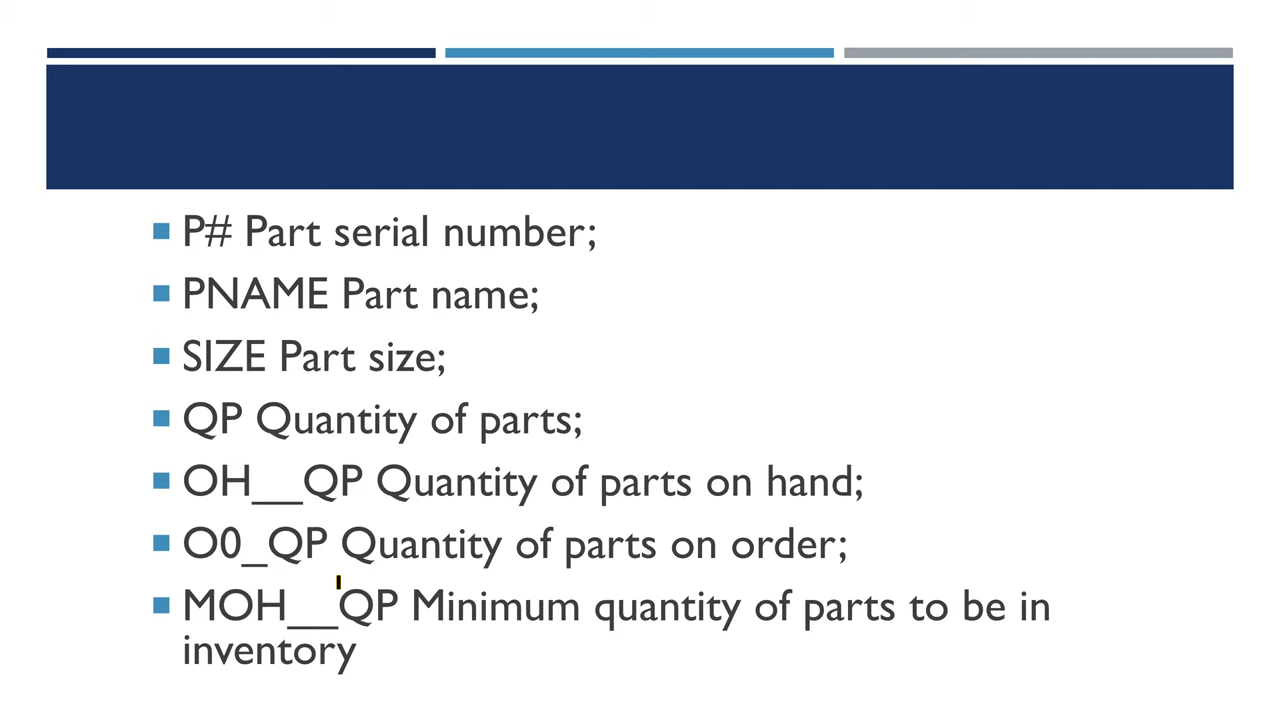 P# Part serial number;
PNAME Part name;
SIZE Part size;
QP Quantity of parts;
OH__QP Quantity of parts on hand;
O0_QP Quantity of parts on order;
MOH__QP Minimum quantity of parts to be in
inventory